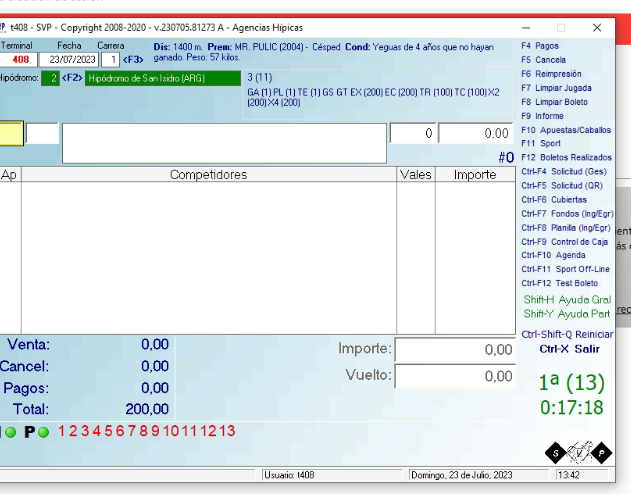 t408 - SVP - Copyright 2008-2020 - v.230705.81273 A - Agencias Hípicas
Terminal Fecha Carrera
408 23/07/2023 1 <F3>
Dis: 1400 m. Prem: MR. PULIC (2004) - Césped Cond: Yeguas de 4 años que no hayan
ganado. Peso: 57 kilos.
Hipódromo: 2 <F2> Hipódromo de San Isidro (ARG)
3 (11)
GA (1) PL (1) TE (1) GS GT EX (200) EC (200) TR (100) TC (100) X2
(200) X4 (200)
0 0,00
#0
Ap Competidores Vales Importe
Venta: 0,00
Cancel: 0,00
Pagos: 0,00
Total: 200,00
Importe: 0,00
Vuelto: 0,00
P 1 2 3 4 5 6 7 8 9 10 11 12 13
F4 Pagos
F5 Cancela
F6 Reimpresión
F7 Limpiar Jugada
F8 Limpiar Boleto
F9 Informe
F10 Apuestas/Caballos
F11 Sport
F12 Boletos Realizados
Ctrl-F4 Solicitud (Ges)
Ctrl-F5 Solicitud (QR)
Ctrl-F6 Cubiertas
Ctrl-F7 Fondos (Ing/Egr)
Ctrl-F8 Planilla (Ing/Egr)
Ctrl-F9 Control de Caja
Ctrl-F10 Agenda
Ctrl-F11 Sport Off-Line
Ctrl-F12 Test Boleto
Shift-H Ayuda Gral
Shift-Y Ayuda Part
Ctrl-Shift-Q Reiniciar
Ctrl-X Salir
1ª (13)
0:17:18
S V P
Usuario: t408 Domingo, 23 de Julio, 2023 13:42